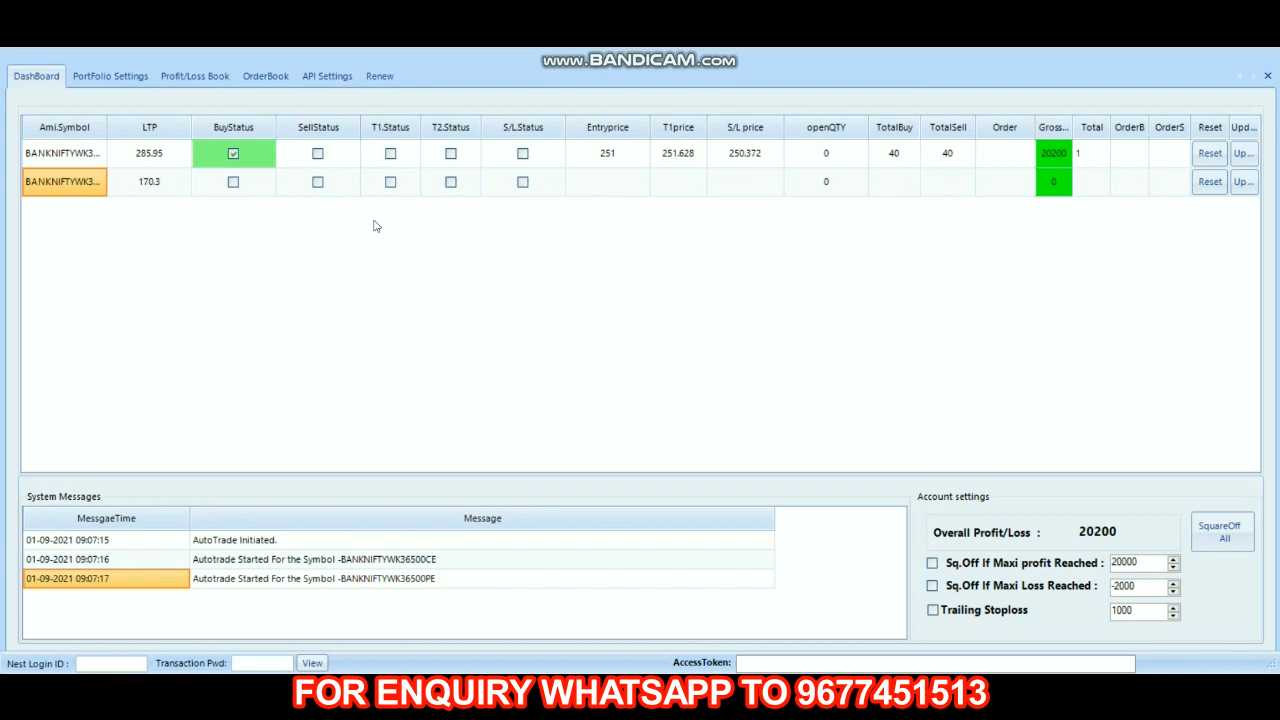 www.BANDICAM.com
DashBoard PortFolio Settings Profit/Loss Book OrderBook API Settings Renew
Ami.Symbol LTP BuyStatus SellStatus T1.Status T2.Status S/L.Status Entryprice T1price S/L price openQTY TotalBuy TotalSell Order Gross... Total OrderB OrderS Reset Upd...
BANKNIFTYWK3... 285.95 251 251.628 250.372 0 40 40 20200 1 Reset Up...
BANKNIFTYWK3... 170.3 0 0 Reset Up...
System Messages
MessgaeTime Message
01-09-2021 09:07:15 AutoTrade Initiated.
01-09-2021 09:07:16 Autotrade Started For the Symbol -BANKNIFTYWK36500CE
01-09-2021 09:07:17 Autotrade Started For the Symbol -BANKNIFTYWK36500PE
Account settings
Overall Profit/Loss : 20200
SquareOff
All
Sq.Off If Maxi profit Reached : 20000
Sq.Off If Maxi Loss Reached : -2000
Trailing Stoploss 1000
Nest Login ID : Transaction Pwd: View AccessToken:
FOR ENQUIRY WHATSAPP TO 9677451513